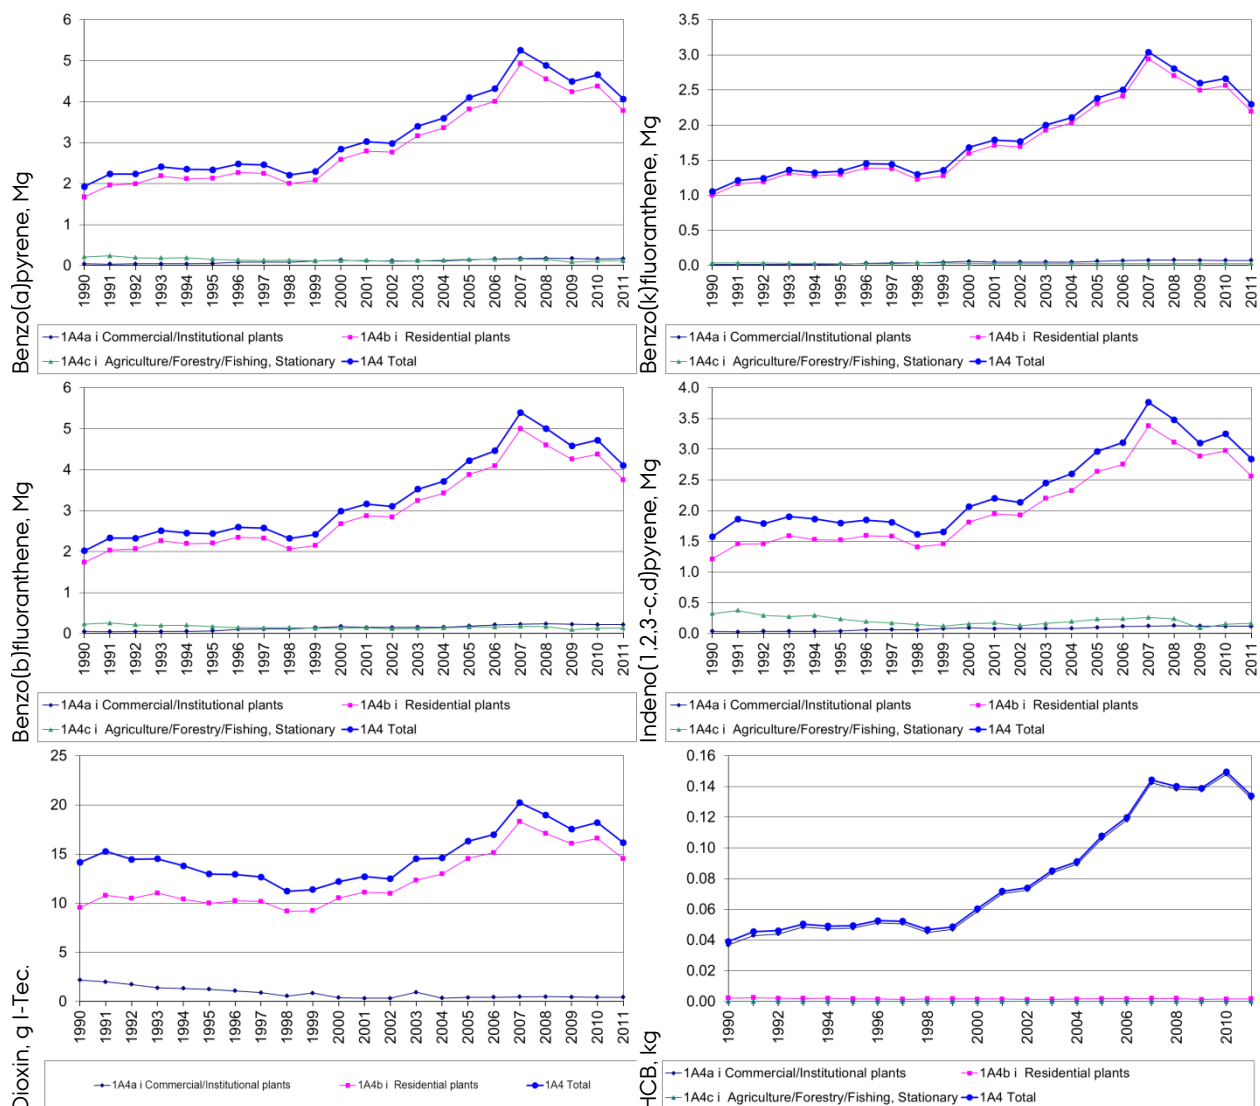 Benzo(a)pyrene, Mg
6
5
4
3
2
1
0
1990 1991 1992 1993 1994 1995 1996 1997 1998 1999 2000 2001 2002 2003 2004 2005 2006 2007 2008 2009 2010 2011
1A4a i Commercial/Institutional plants 1A4b i Residential plants
1A4c i Agriculture/Forestry/Fishing, Stationary 1A4 Total
Benzo(k)fluoranthene, Mg
3.5
3.0
2.5
2.0
1.5
1.0
0.5
0.0
1990 1991 1992 1993 1994 1995 1996 1997 1998 1999 2000 2001 2002 2003 2004 2005 2006 2007 2008 2009 2010 2011
1A4a i Commercial/Institutional plants 1A4b i Residential plants
1A4c i Agriculture/Forestry/Fishing, Stationary 1A4 Total
Benzo(b)fluoranthene, Mg
6
5
4
3
2
1
0
1990 1991 1992 1993 1994 1995 1996 1997 1998 1999 2000 2001 2002 2003 2004 2005 2006 2007 2008 2009 2010 2011
1A4a i Commercial/Institutional plants 1A4b i Residential plants
1A4c i Agriculture/Forestry/Fishing, Stationary 1A4 Total
Indeno(1,2,3-c,d)pyrene, Mg
4.0
3.5
3.0
2.5
2.0
1.5
1.0
0.5
0.0
1990 1991 1992 1993 1994 1995 1996 1997 1998 1999 2000 2001 2002 2003 2004 2005 2006 2007 2008 2009 2010 2011
1A4a i Commercial/Institutional plants 1A4b i Residential plants
1A4c i Agriculture/Forestry/Fishing, Stationary 1A4 Total
Dioxin, g I-Tec.
25
20
15
10
5
0
1990 1991 1992 1993 1994 1995 1996 1997 1998 1999 2000 2001 2002 2003 2004 2005 2006 2007 2008 2009 2010 2011
1A4a i Commercial/Institutional plants 1A4b i Residential plants 1A4 Total
HCB, kg
0.16
0.14
0.12
0.10
0.08
0.06
0.04
0.02
0.00
1990 1992 1994 1996 1998 2000 2002 2004 2006 2008 2010
1A4a i Commercial/Institutional plants 1A4b i Residential plants
1A4c i Agriculture/Forestry/Fishing, Stationary 1A4 Total